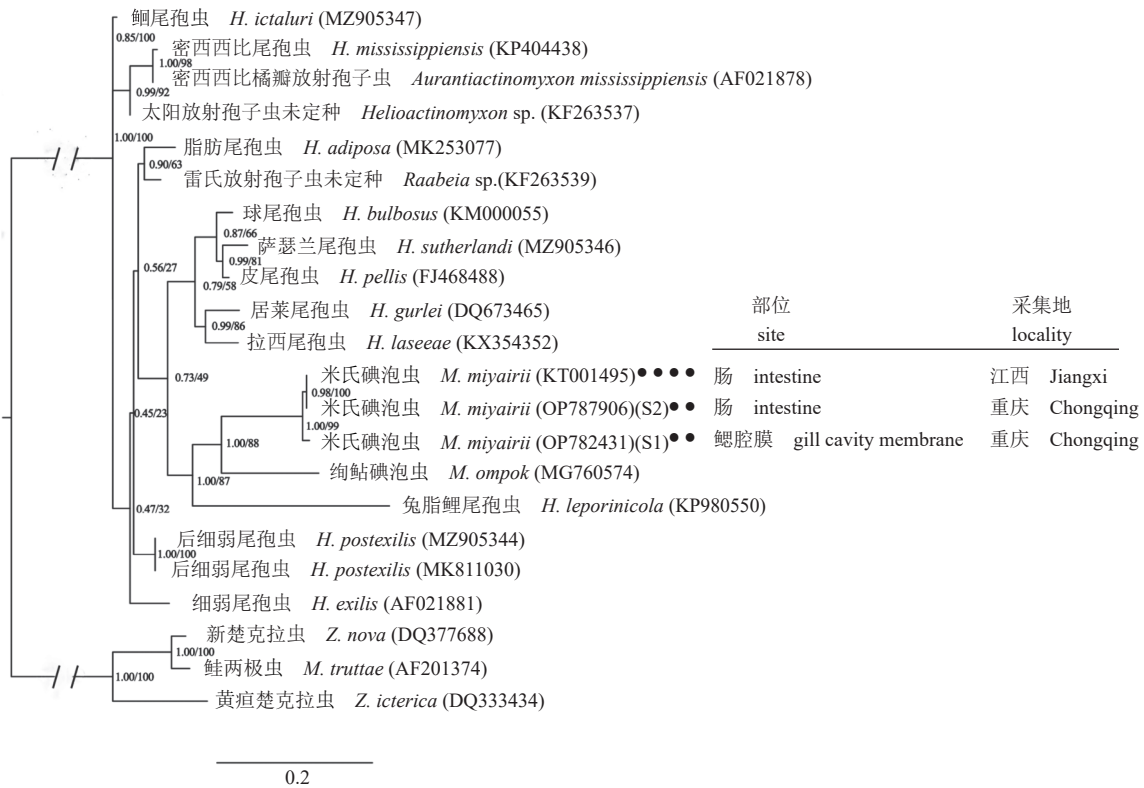 鮰尾孢虫 H. ictaluri (MZ905347)
0.85/100
密西西比尾孢虫 H. mississippiensis (KP404438)
1.00/98
密西西比橘瓣放射孢子虫 Aurantiactinomyxon mississippiensis (AF021878)
0.99/92
太阳放射孢子虫未定种 Helioactinomyxon sp. (KF263537)
1.00/100
脂肪尾孢虫 H. adiposa (MK253077)
0.90/63
雷氏放射孢子虫未定种 Raabeia sp.(KF263539)
球尾孢虫 H. bulbosus (KM000055)
0.87/66
萨瑟兰尾孢虫 H. sutherlandi (MZ905346)
0.99/81
0.56/27
皮尾孢虫 H. pellis (FJ468488)
0.79/58
居莱尾孢虫 H. gurlei (DQ673465)
部位 采集地
0.99/86
site locality
拉西尾孢虫 H. laseeae (KX354352)
0.73/49
米氏碘泡虫 M. miyairii (KT001495)●●●● 肠 intestine 江西 Jiangxi
0.98/100
米氏碘泡虫 M. miyairii (OP787906)(S2)●● 肠 intestine 重庆 Chongqing
0.45/23
1.00/99
米氏碘泡虫 M. miyairii (OP782431)(S1)●● 鳃腔膜 gill cavity membrane 重庆 Chongqing
1.00/88
绚鲇碘泡虫 M. ompok (MG760574)
1.00/87
兔脂鲤尾孢虫 H. leporinicola (KP980550)
0.47/32
后细弱尾孢虫 H. postexilis (MZ905344)
1.00/100
后细弱尾孢虫 H. postexilis (MK811030)
细弱尾孢虫 H. exilis (AF021881)
新楚克拉虫 Z. nova (DQ377688)
1.00/100
鲑两极虫 M. truttae (AF201374)
1.00/100
黄疸楚克拉虫 Z. icterica (DQ333434)
0.2